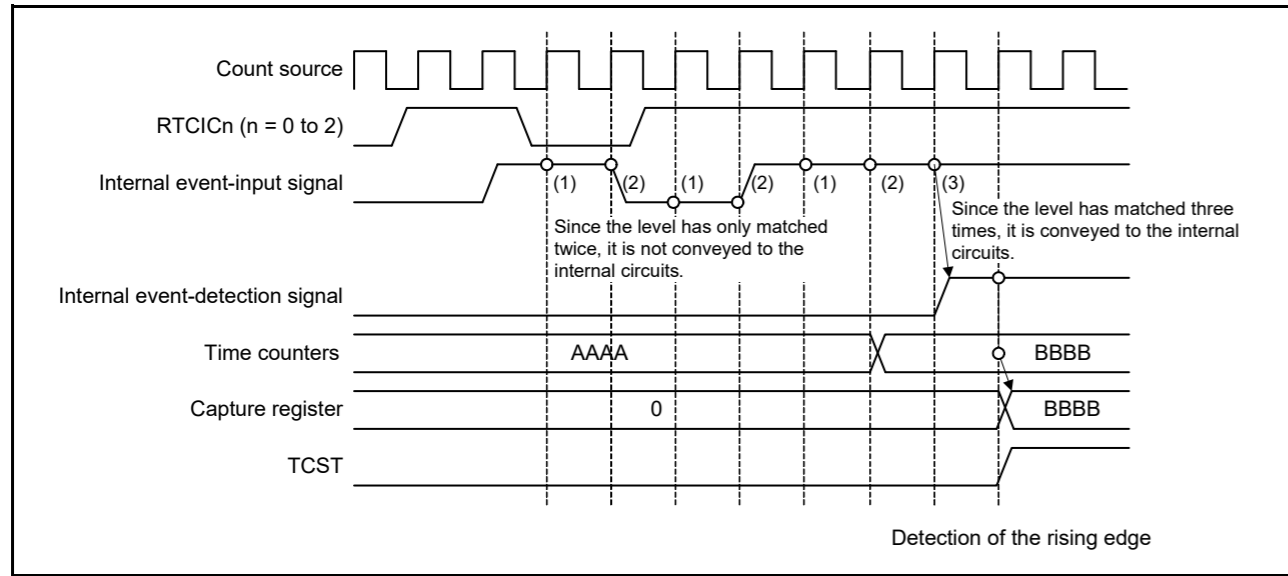 Count source
RTCICn (n = 0 to 2)
Internal event-input signal
(1)
(2)
(1)
(2)
(1)
(2)
(3)
Since the level has only matched
twice, it is not conveyed to the
internal circuits.
Since the level has matched three
times, it is conveyed to the internal
circuits.
Internal event-detection signal
Time counters
AAAA
BBBB
Capture register
0
BBBB
TCST
Detection of the rising edge